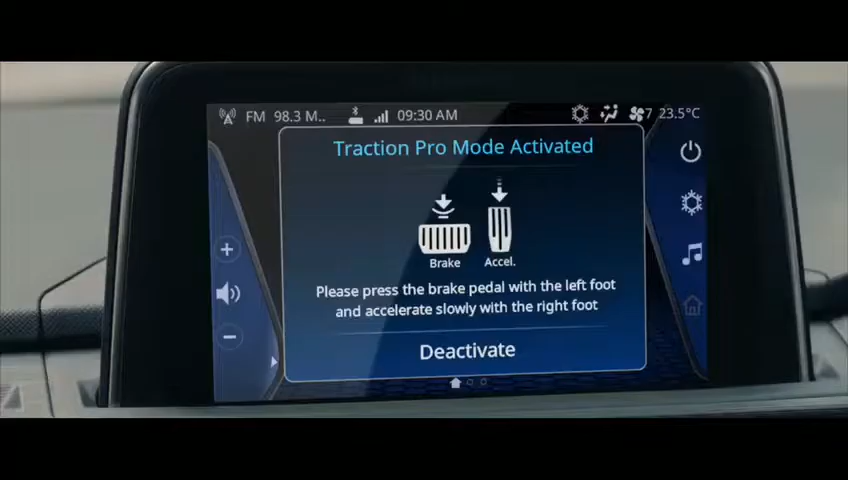 FM 98.3 M.. 09:30 AM 7 23.5°C
Traction Pro Mode Activated
Brake Accel.
Please press the brake pedal with the left foot
and accelerate slowly with the right foot
Deactivate